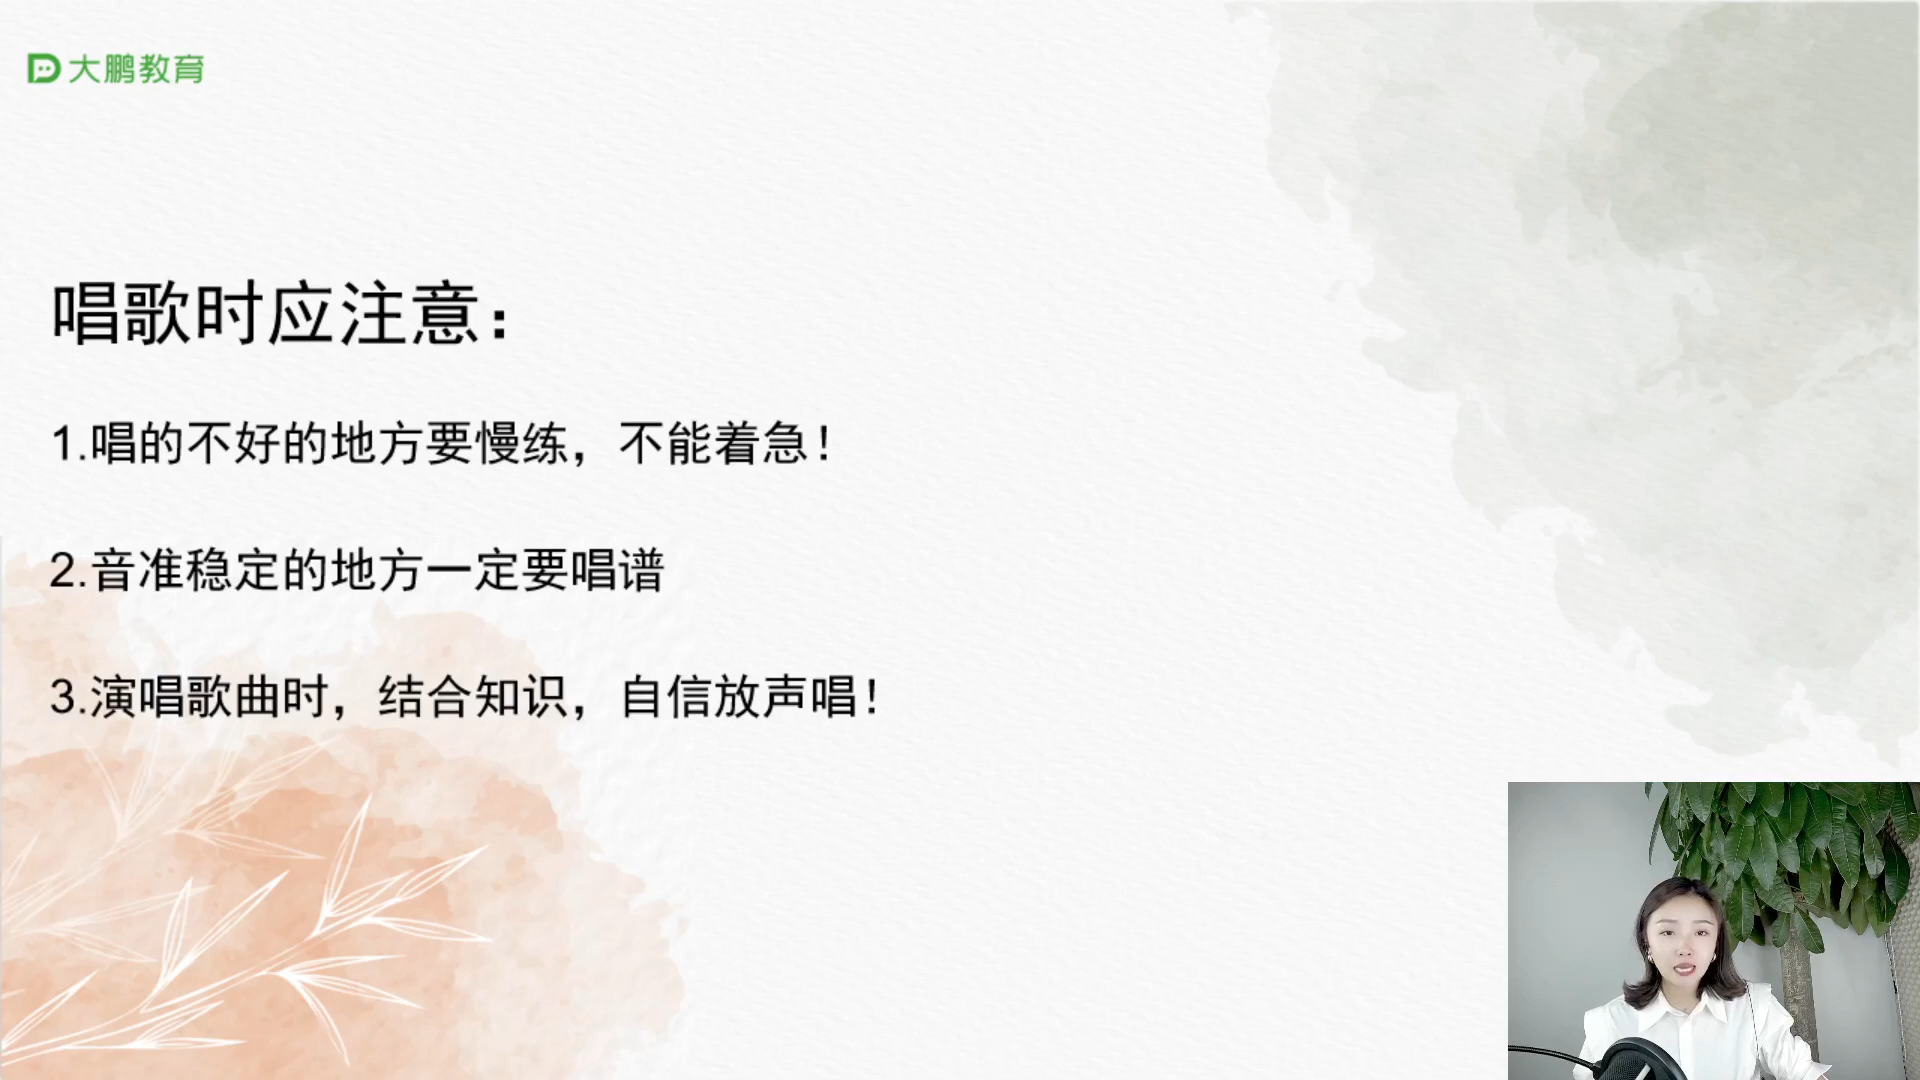 大鹏教育
唱歌时应注意：
1.唱的不好的地方要慢练，不能着急！
2.音准稳定的地方一定要唱谱
3.演唱歌曲时，结合知识，自信放声唱！